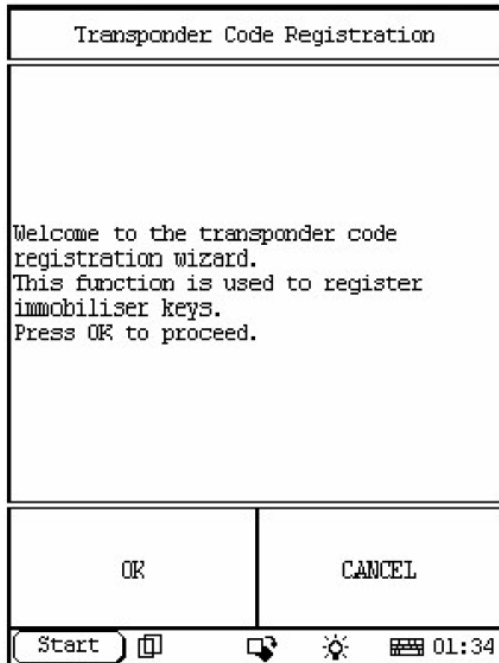 Transponder Code Registration
Welcome to the transponder code
registration wizard.
This function is used to register
immobiliser keys.
Press OK to proceed.
OK
CANCEL
Start
01:34